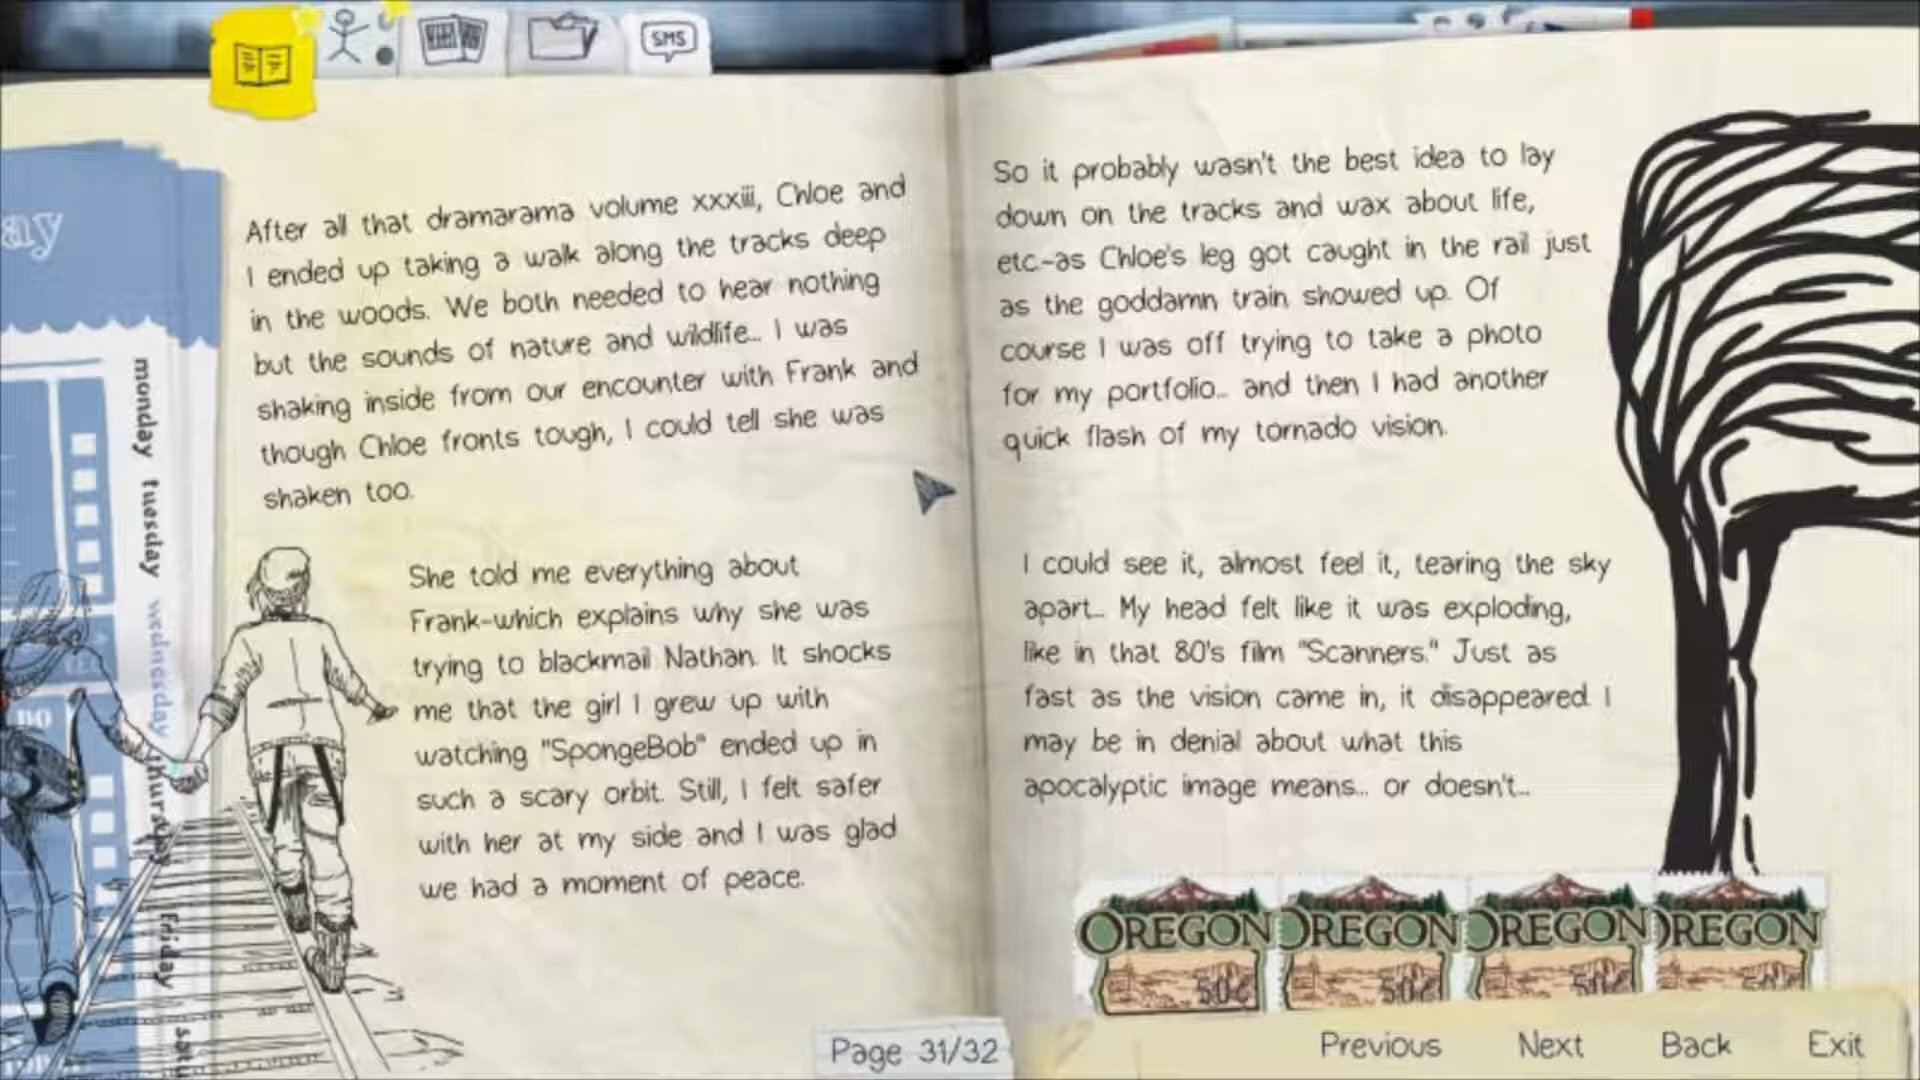 SMS
ay
monday tuesday wednesday thursday friday satu
no
After all that dramarama volume xxxiii, Chloe and
I ended up taking a walk along the tracks deep
in the woods. We both needed to hear nothing
but the sounds of nature and wildlife... I was
shaking inside from our encounter with Frank and
though Chloe fronts tough, I could tell she was
shaken too.
She told me everything about
Frank-which explains why she was
trying to blackmail Nathan. It shocks
me that the girl I grew up with
watching "SpongeBob" ended up in
such a scary orbit. Still, I felt safer
with her at my side and I was glad
we had a moment of peace.
So it probably wasn't the best idea to lay
down on the tracks and wax about life,
etc-as Chloe's leg got caught in the rail just
as the goddamn train showed up. Of
course I was off trying to take a photo
for my portfolio... and then I had another
quick flash of my tornado vision.
I could see it, almost feel it, tearing the sky
apart... My head felt like it was exploding,
like in that 80's film "Scanners." Just as
fast as the vision came in, it disappeared. I
may be in denial about what this
apocalyptic image means... or doesn't...
OREGON OREGON OREGON OREGON
50¢ 50¢ 50¢ 50¢
Page 31/32
Previous Next Back Exit